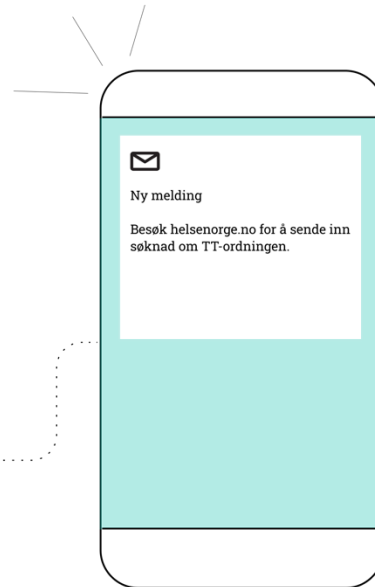 Ny melding
Besøk helsenorge.no for å sende inn
søknad om TT-ordningen.